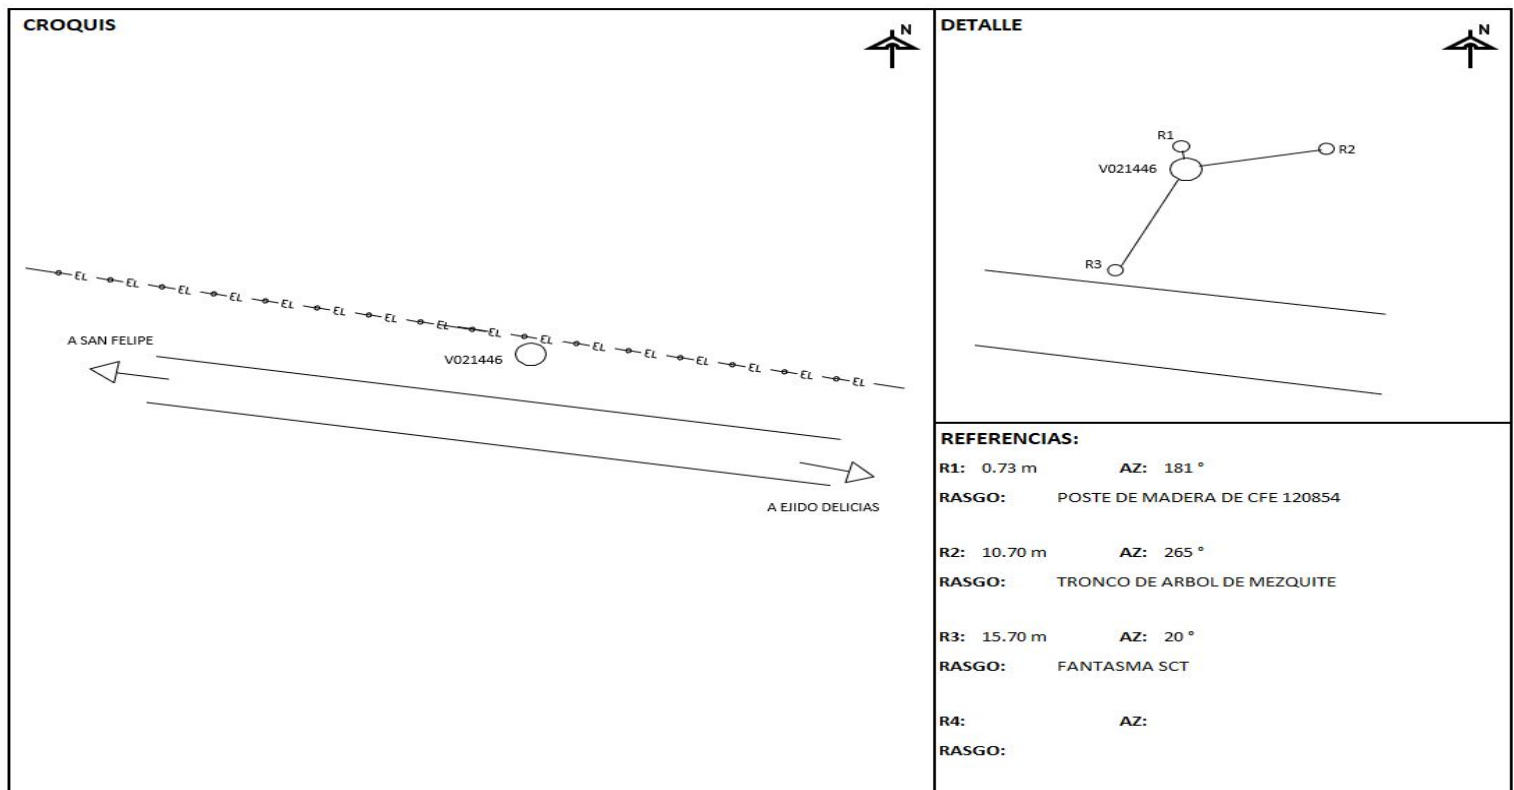 CROQUIS
N
EL EL EL EL EL EL EL EL EL EL EL EL EL EL EL EL
A SAN FELIPE
V021446
A EJIDO DELICIAS
DETALLE
N
R1
R2
V021446
R3
REFERENCIAS:
R1: 0.73 m AZ: 181 °
RASGO: POSTE DE MADERA DE CFE 120854
R2: 10.70 m AZ: 265 °
RASGO: TRONCO DE ARBOL DE MEZQUITE
R3: 15.70 m AZ: 20 °
RASGO: FANTASMA SCT
R4: AZ:
RASGO: